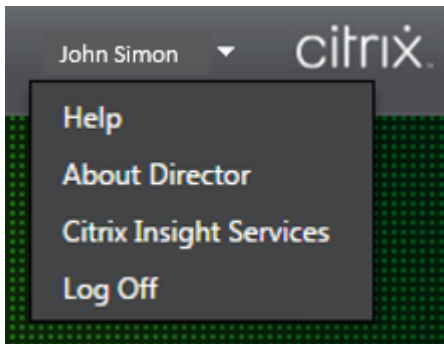 John Simon
citrix
Help
About Director
Citrix Insight Services
Log Off